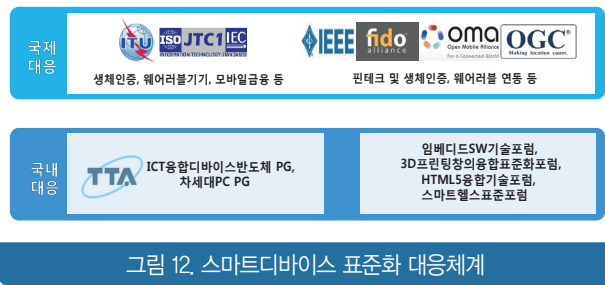 국제
대응
ITU ISO JTC1 IEC
INFORMATION TECHNOLOGY STANDARDS
생체인증, 웨어러블기기, 모바일금융 등
IEEE fido alliance oma OGC
Open Mobile Alliance
For a Connected World
Making location count.
핀테크 및 생체인증, 웨어러블 연동 등
국내
대응
TTA
ICT융합디바이스반도체 PG,
차세대PC PG
임베디드SW기술포럼,
3D프린팅창의융합표준화포럼,
HTML5융합기술포럼,
스마트헬스표준포럼
그림 12. 스마트디바이스 표준화 대응체계